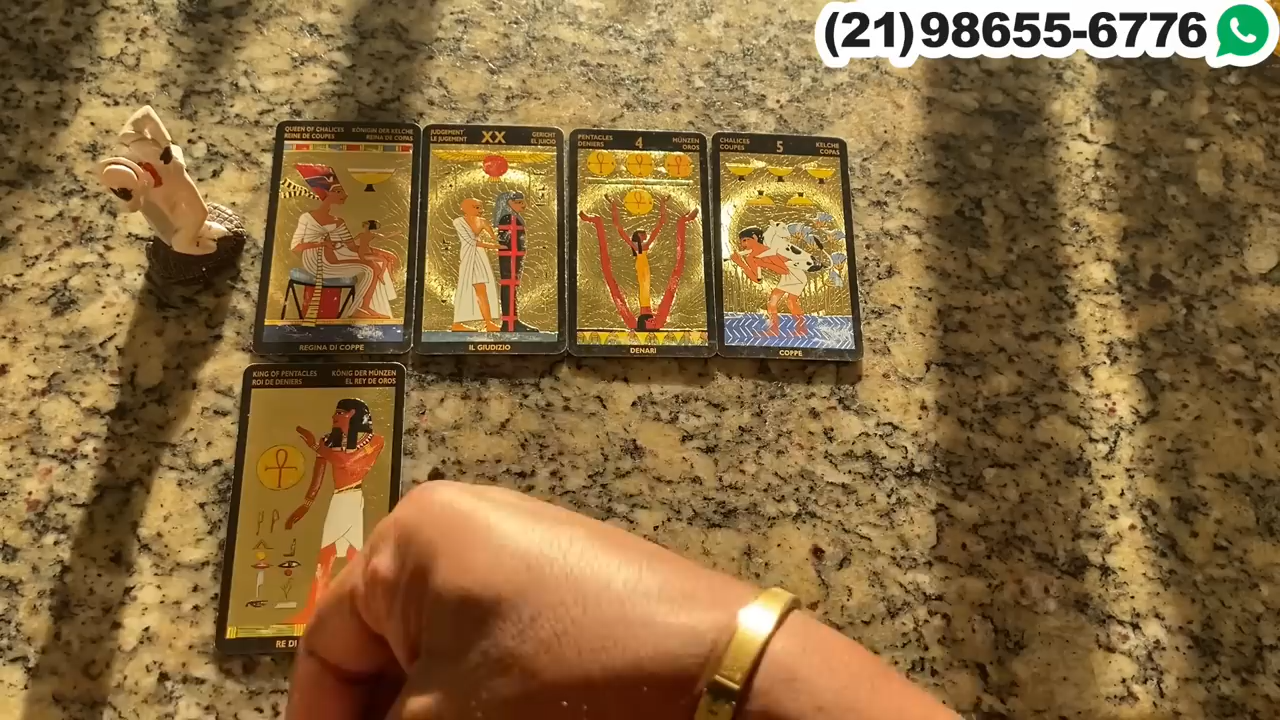 (21)98655-6776
QUEEN OF CHALICES
REINE DE COUPES
KÖNIGIN DER KELCHE
REINA DE COPAS
REGINA DI COPPE
JUDGEMENT
LE JUGEMENT
XX
GERICHT
EL JUICIO
IL GIUDIZIO
PENTACLES
DENIERS
4
MÜNZEN
OROS
DENARI
CHALICES
COUPES
5
KELCHE
COPAS
COPPE
KING OF PENTACLES
ROI DE DENIERS
KÖNIG DER MÜNZEN
EL REY DE OROS
RE DI